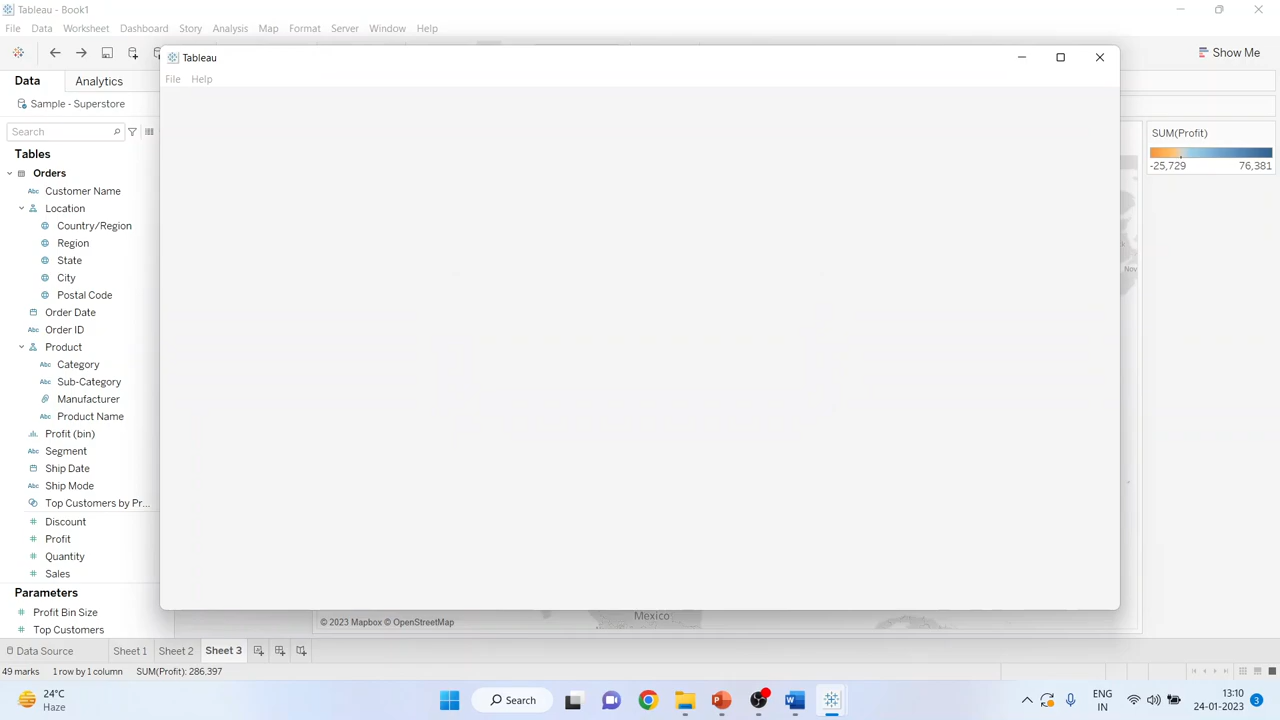 Tableau - Book1
File Data Worksheet Dashboard Story Analysis Map Format Server Window Help
Show Me
Tableau
File Help
Data Analytics
Sample - Superstore
Search
Tables
Orders
Customer Name
Location
Country/Region
Region
State
City
Postal Code
Order Date
Order ID
Product
Category
Sub-Category
Manufacturer
Product Name
Profit (bin)
Segment
Ship Date
Ship Mode
Top Customers by Pr...
Discount
Profit
Quantity
Sales
Parameters
Profit Bin Size
Top Customers
SUM(Profit)
-25,729 76,381
Nov
Mexico
© 2023 Mapbox © OpenStreetMap
Data Source Sheet 1 Sheet 2 Sheet 3
49 marks 1 row by 1 column SUM(Profit): 286.397
24°C
Haze
Search
ENG
IN
13:10
24-01-2023
3